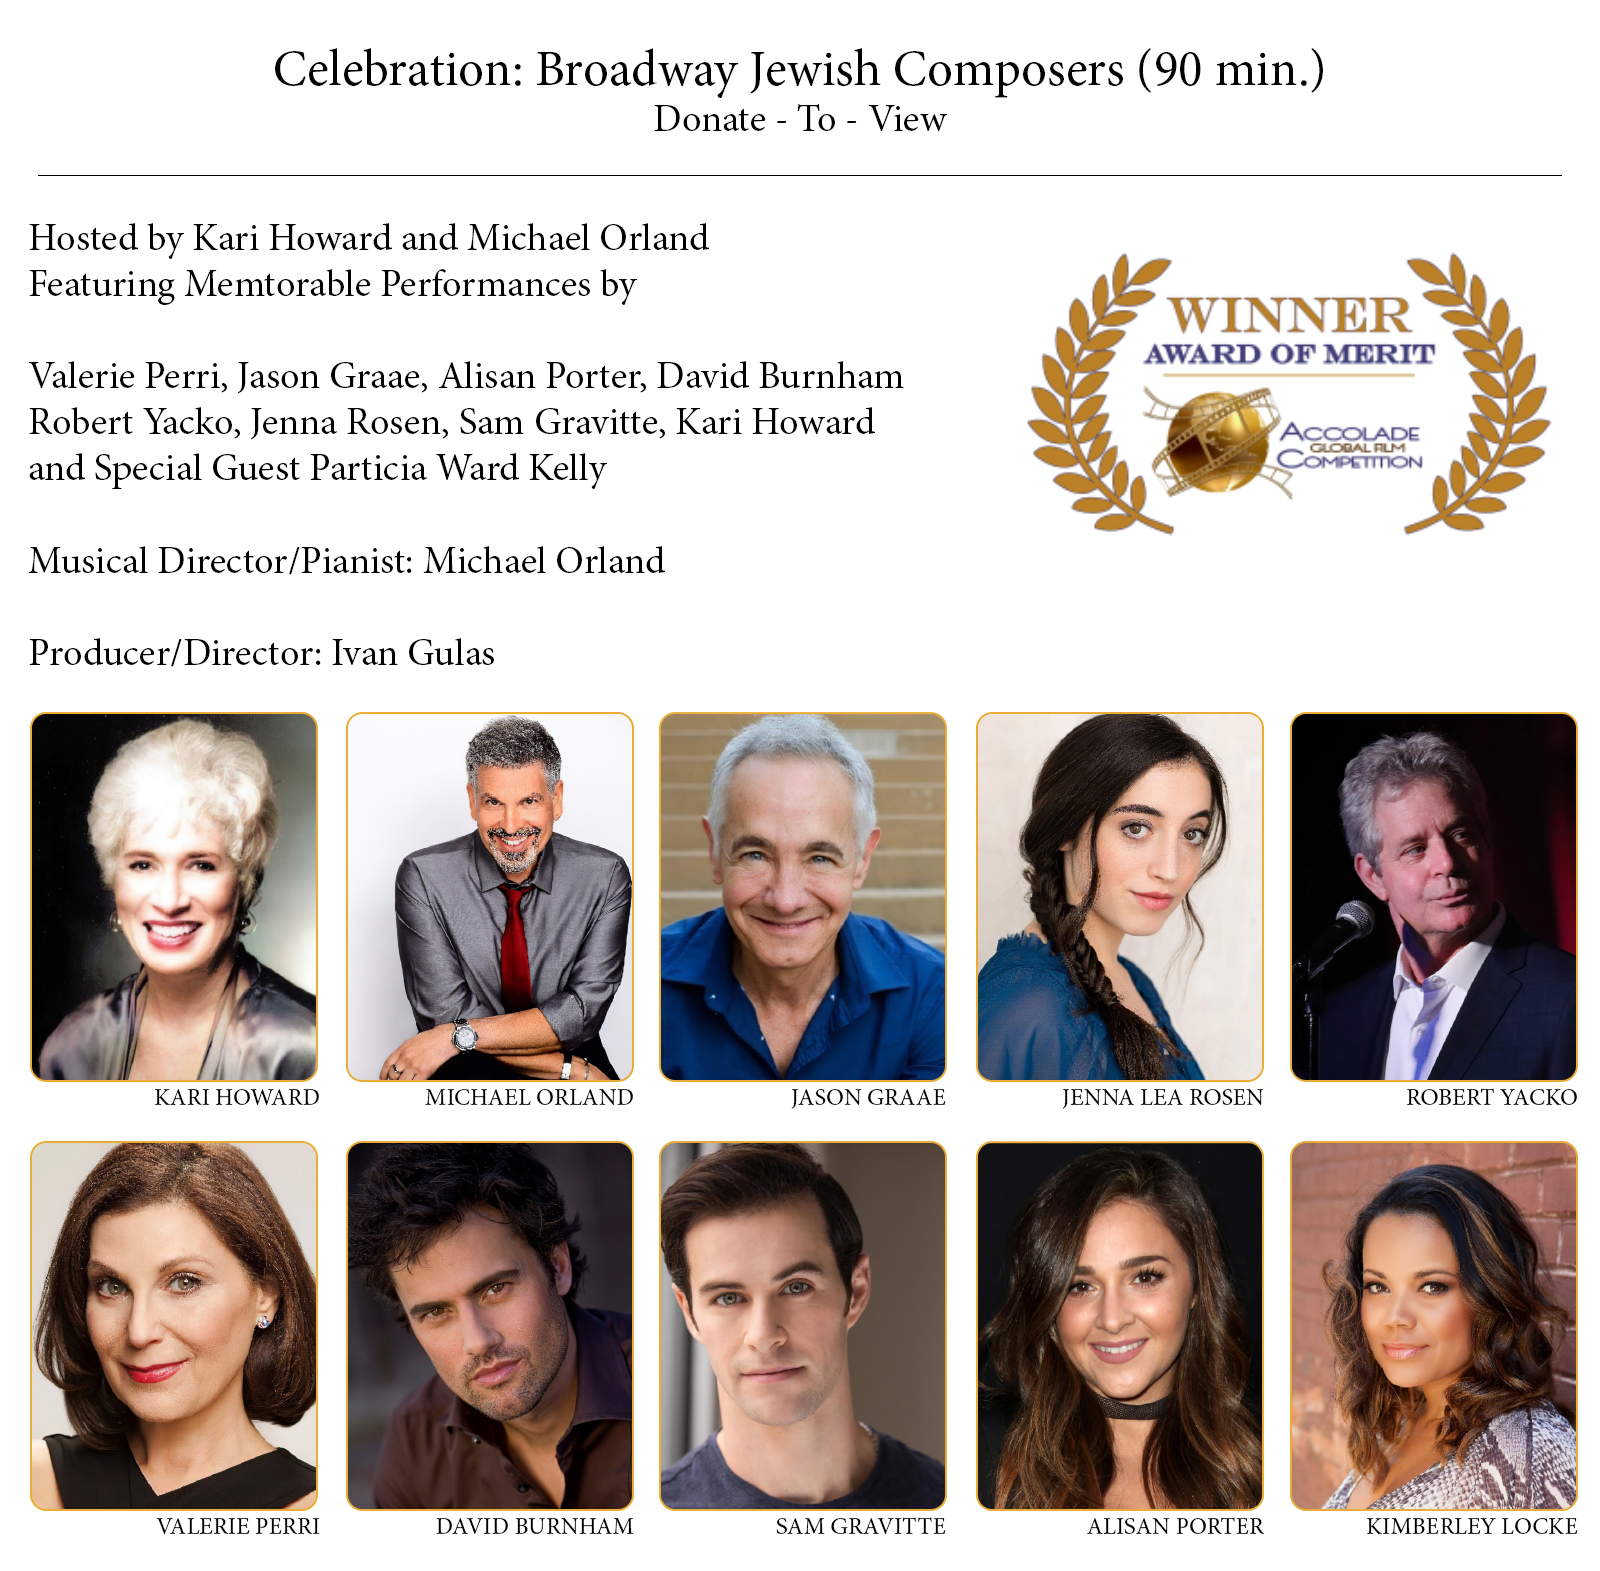 Celebration: Broadway Jewish Composers (90 min.)
Donate - To - View
Hosted by Kari Howard and Michael Orland
Featuring Memtorable Performances by
Valerie Perri, Jason Graae, Alisan Porter, David Burnham
Robert Yacko, Jenna Rosen, Sam Gravitte, Kari Howard
and Special Guest Particia Ward Kelly
Musical Director/Pianist: Michael Orland
Producer/Director: Ivan Gulas
WINNER
AWARD OF MERIT
ACCOLADE
GLOBAL FILM
COMPETITION
KARI HOWARD
MICHAEL ORLAND
JASON GRAAE
JENNA LEA ROSEN
ROBERT YACKO
VALERIE PERRI
DAVID BURNHAM
SAM GRAVITTE
ALISAN PORTER
KIMBERLEY LOCKE